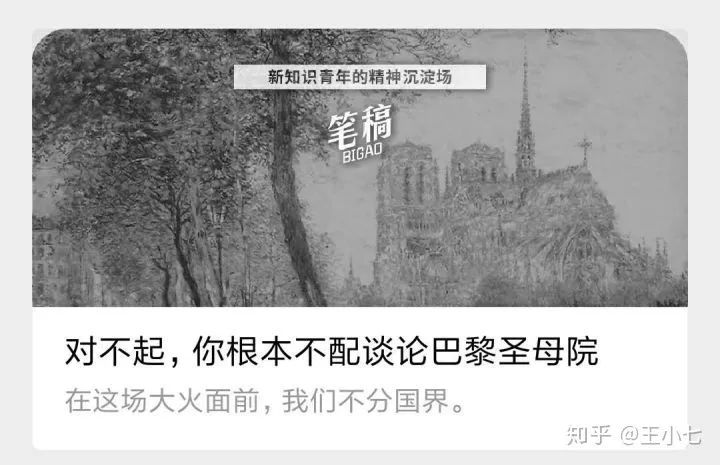 新知识青年的精神沉淀场
笔稿
BIGAO
对不起，你根本不配谈论巴黎圣母院
在这场大火面前，我们不分国界。
知乎 @王小七